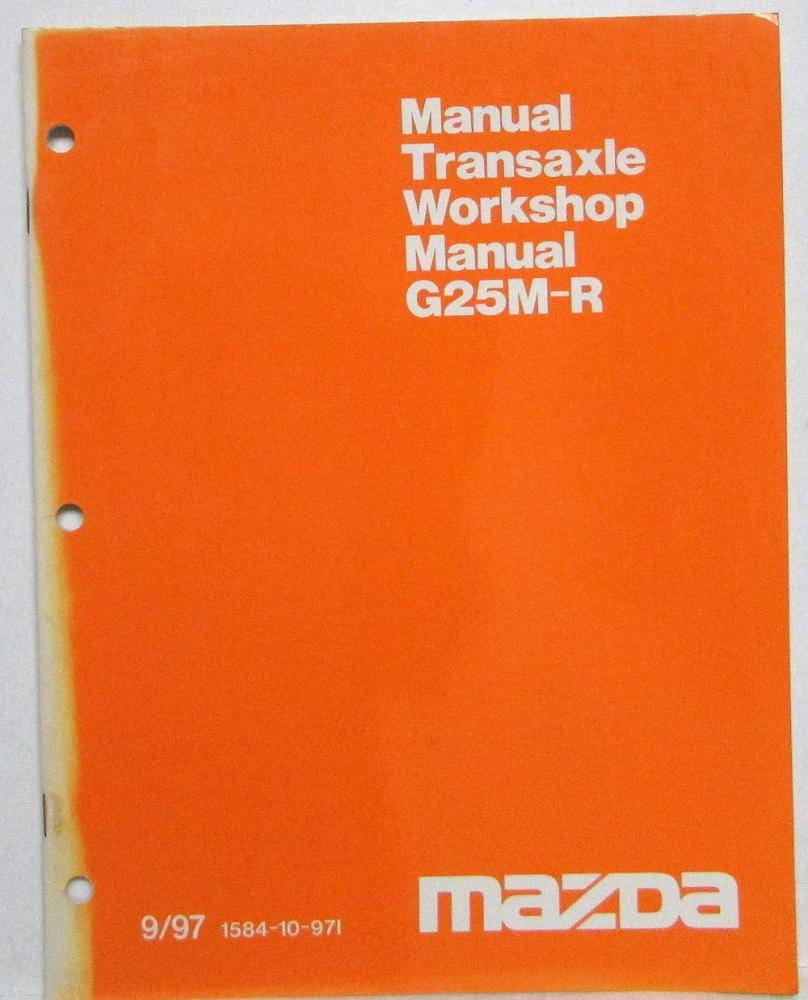 Manual
Transaxle
Workshop
Manual
G25M-R
mazda
9/97 1584-10-97I